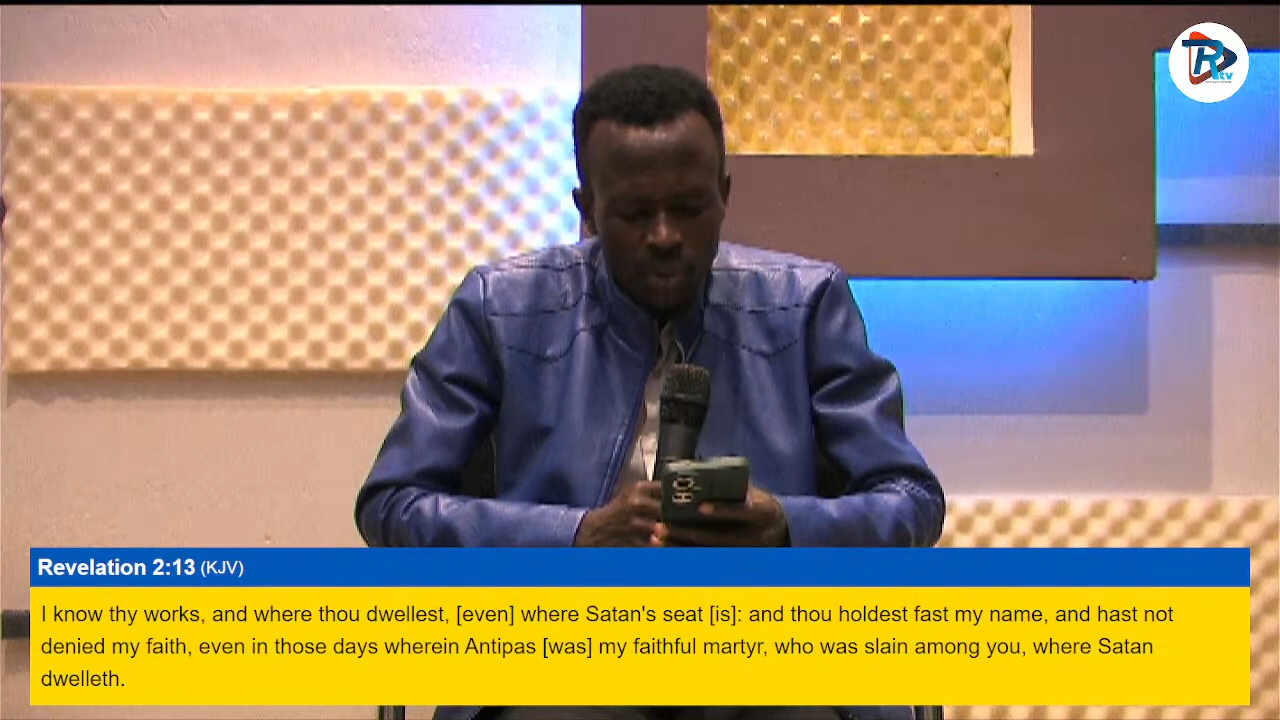 R
tv
Revelation 2:13 (KJV)
I know thy works, and where thou dwellest, [even] where Satan's seat [is]: and thou holdest fast my name, and hast not
denied my faith, even in those days wherein Antipas [was] my faithful martyr, who was slain among you, where Satan
dwelleth.